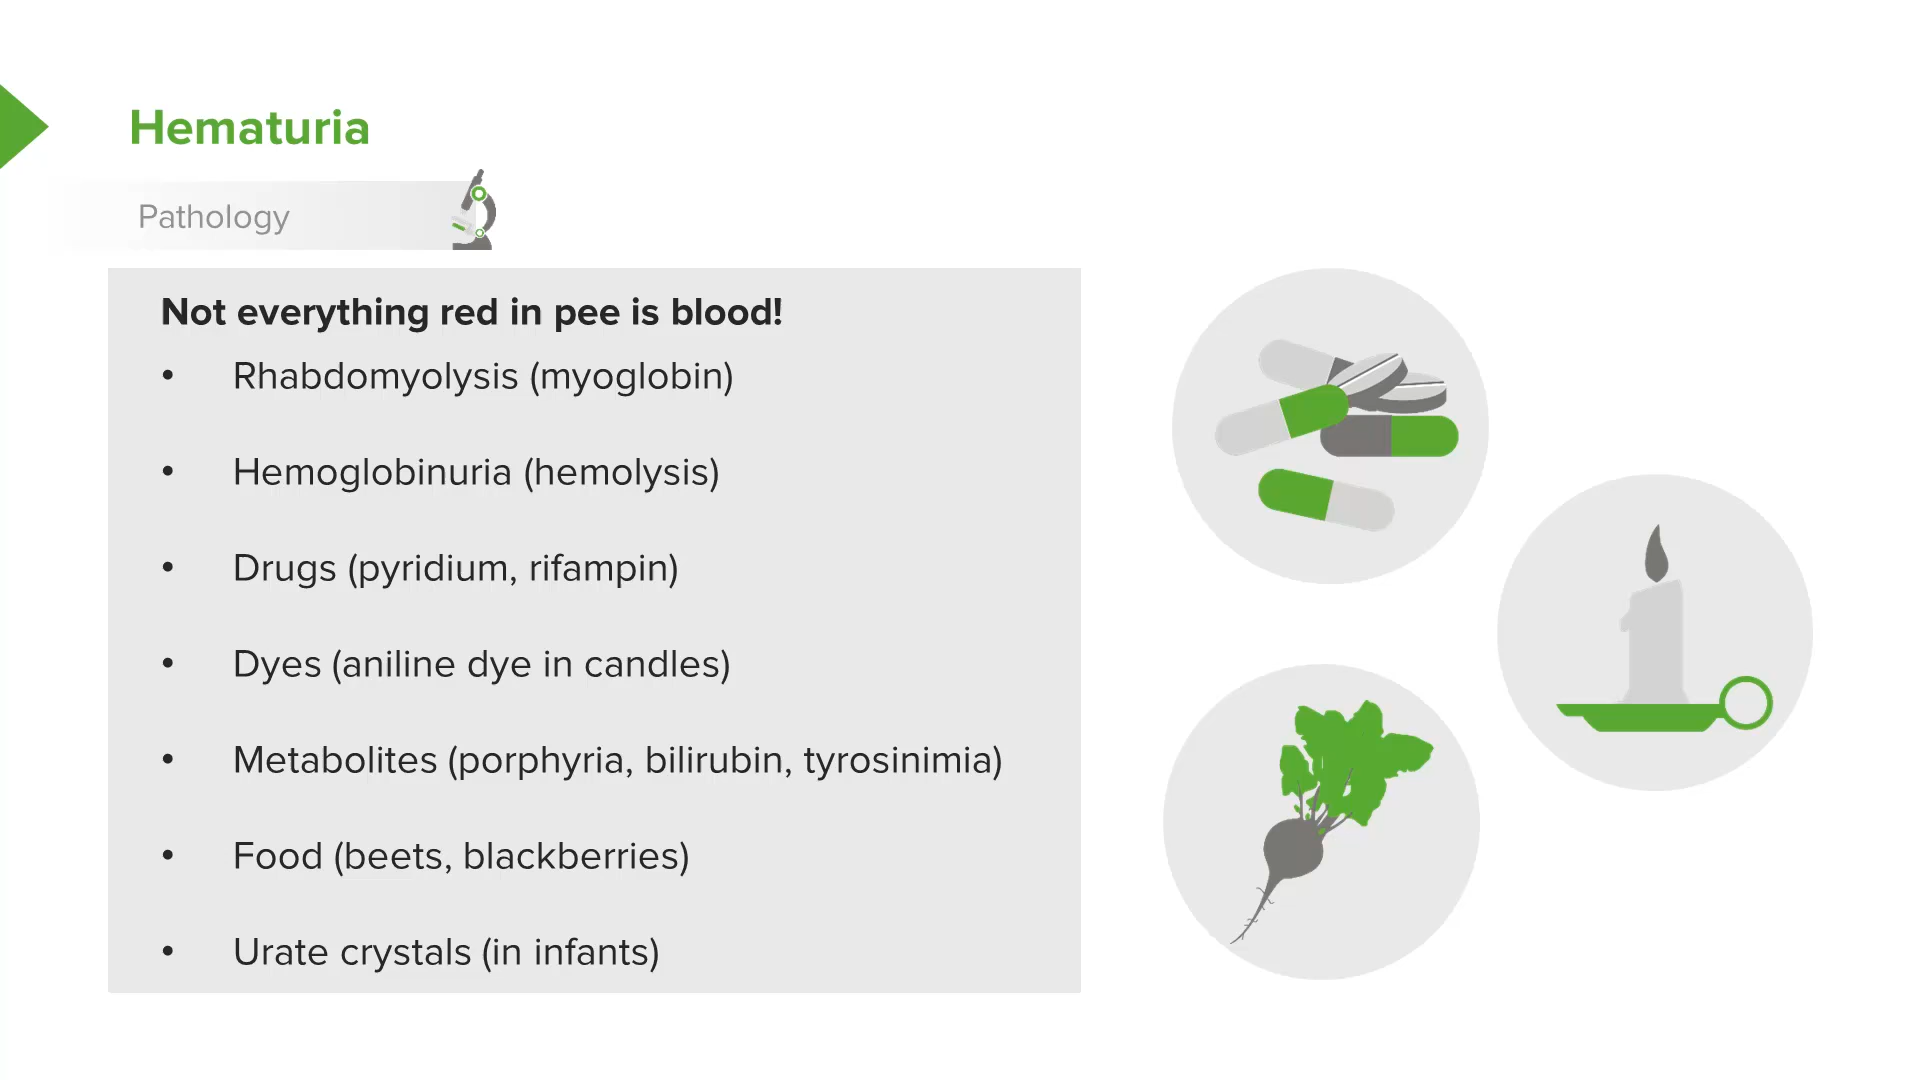 Hematuria
Pathology
Not everything red in pee is blood!
• Rhabdomyolysis (myoglobin)
• Hemoglobinuria (hemolysis)
• Drugs (pyridium, rifampin)
• Dyes (aniline dye in candles)
• Metabolites (porphyria, bilirubin, tyrosinimia)
• Food (beets, blackberries)
• Urate crystals (in infants)